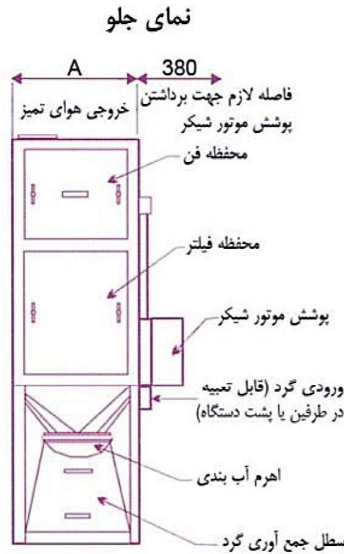 نمای جلو
A
380
خروجی هوای تمیز
فاصله لازم جهت برداشتن
پوشش موتور شیکر
محفظه فن
محفظه فیلتر
پوشش موتور شیکر
ورودی گرد (قابل تعبیه
در طرفین یا پشت دستگاه)
اهرم آب بندی
سطل جمع آوری گرد